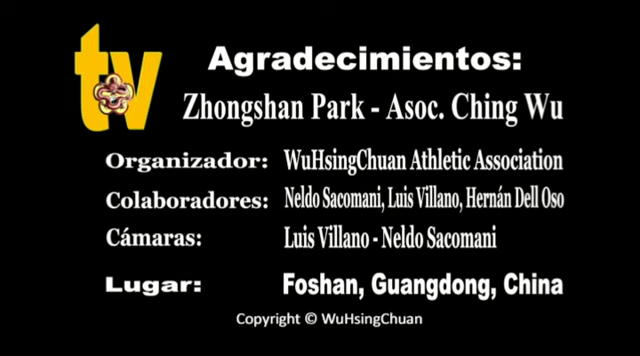 tv
Agradecimientos:
Zhongshan Park - Asoc. Ching Wu
Organizador: WuHsingChuan Athletic Association
Colaboradores: Neldo Sacomani, Luis Villano, Hernán Dell Oso
Cámaras: Luis Villano - Neldo Sacomani
Lugar: Foshan, Guangdong, China
Copyright © WuHsingChuan